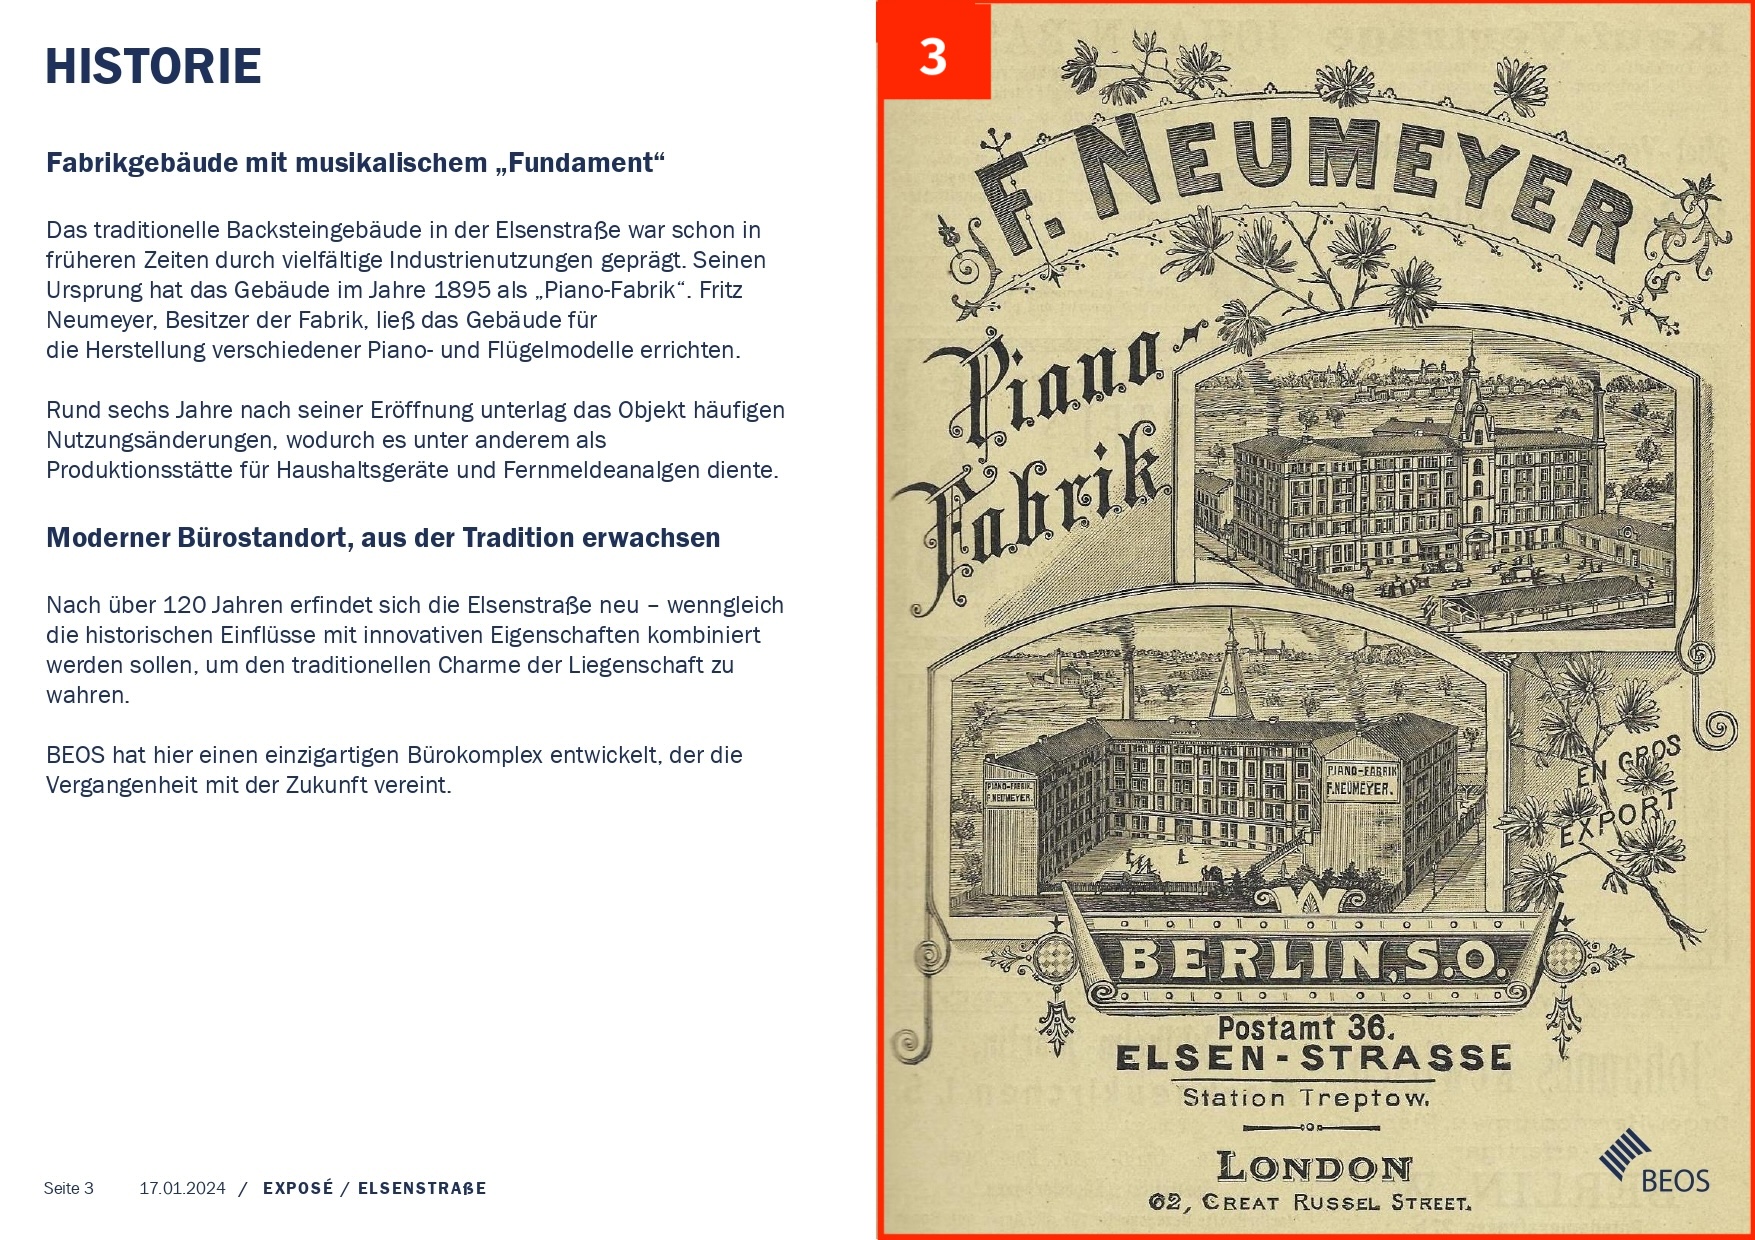 HISTORIE
Fabrikgebäude mit musikalischem „Fundament“
Das traditionelle Backsteingebäude in der Elsenstraße war schon in
früheren Zeiten durch vielfältige Industrienutzungen geprägt. Seinen
Ursprung hat das Gebäude im Jahre 1895 als „Piano-Fabrik“. Fritz
Neumeyer, Besitzer der Fabrik, ließ das Gebäude für
die Herstellung verschiedener Piano- und Flügelmodelle errichten.
Rund sechs Jahre nach seiner Eröffnung unterlag das Objekt häufigen
Nutzungsänderungen, wodurch es unter anderem als
Produktionsstätte für Haushaltsgeräte und Fernmeldeanalgen diente.
Moderner Bürostandort, aus der Tradition erwachsen
Nach über 120 Jahren erfindet sich die Elsenstraße neu – wenngleich
die historischen Einflüsse mit innovativen Eigenschaften kombiniert
werden sollen, um den traditionellen Charme der Liegenschaft zu
wahren.
BEOS hat hier einen einzigartigen Bürokomplex entwickelt, der die
Vergangenheit mit der Zukunft vereint.
Seite 3 17.01.2024 / EXPOSÉ / ELSENSTRAßE
3
F. NEUMEYER
Piano
Fabrik
PIANO-FABRIK
F.NEUMEYER.
PIANO-FABRIK
F.NEUMEYER.
EN GROS
EXPORT
BERLIN, S.O.
Postamt 36.
ELSEN-STRASSE
Station Treptow.
LONDON
62, GREAT RUSSEL STREET.
BEOS